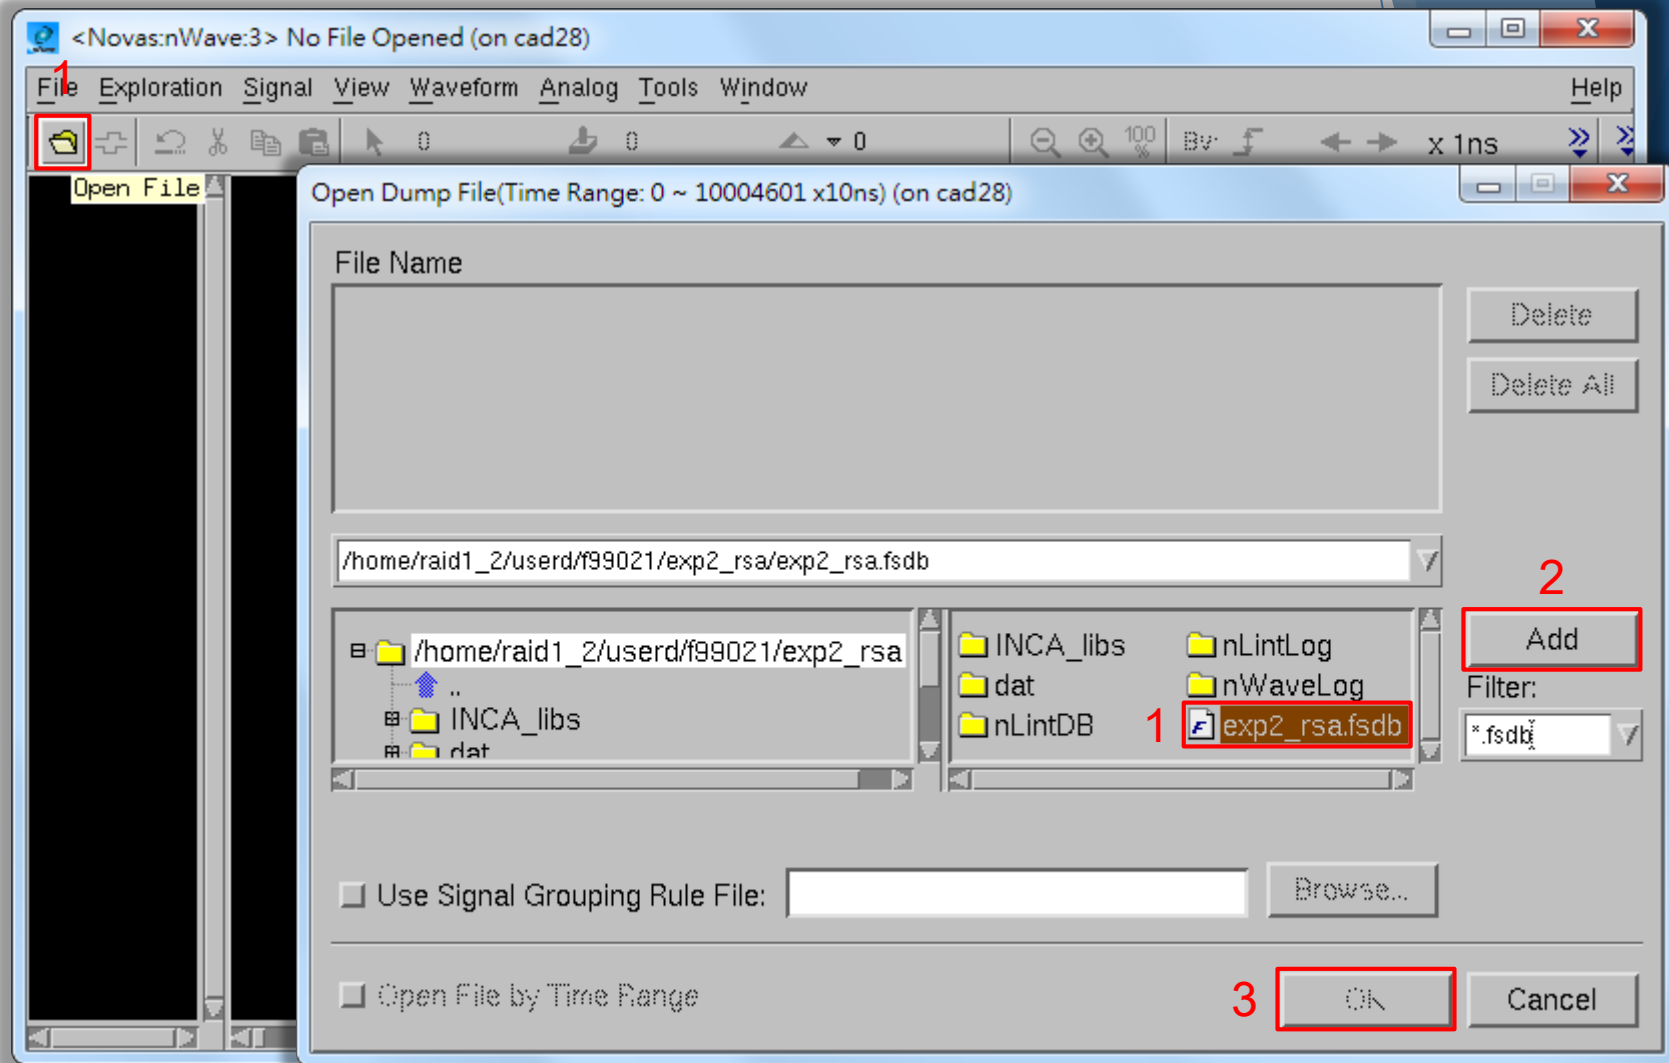 <Novas:nWave:3> No File Opened (on cad28)
1
File Exploration Signal View Waveform Analog Tools Window Help
0 0 0 100 % By: x 1ns
Open File
Open Dump File(Time Range: 0 ~ 10004601 x10ns) (on cad28)
File Name
Delete
Delete All
/home/raid1_2/userd/f99021/exp2_rsa/exp2_rsa.fsdb
2
Add
/home/raid1_2/userd/f99021/exp2_rsa
..
INCA_libs
dat
INCA_libs nLintLog
dat nWaveLog
nLintDB 1 exp2_rsa.fsdb
Filter:
*.fsdb
Use Signal Grouping Rule File: Browse...
Open File by Time Range
3 OK Cancel